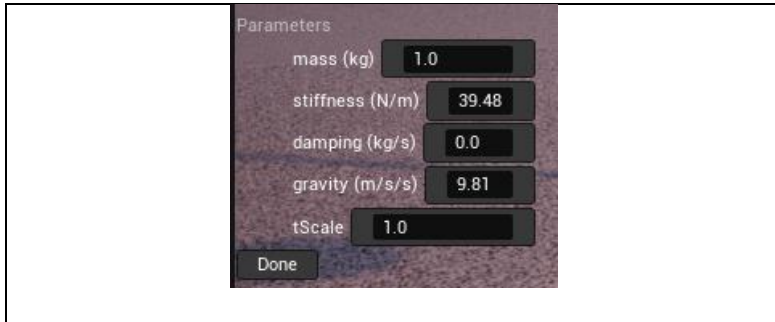 Parameters
mass (kg) 1.0
stiffness (N/m) 39.48
damping (kg/s) 0.0
gravity (m/s/s) 9.81
tScale 1.0
Done